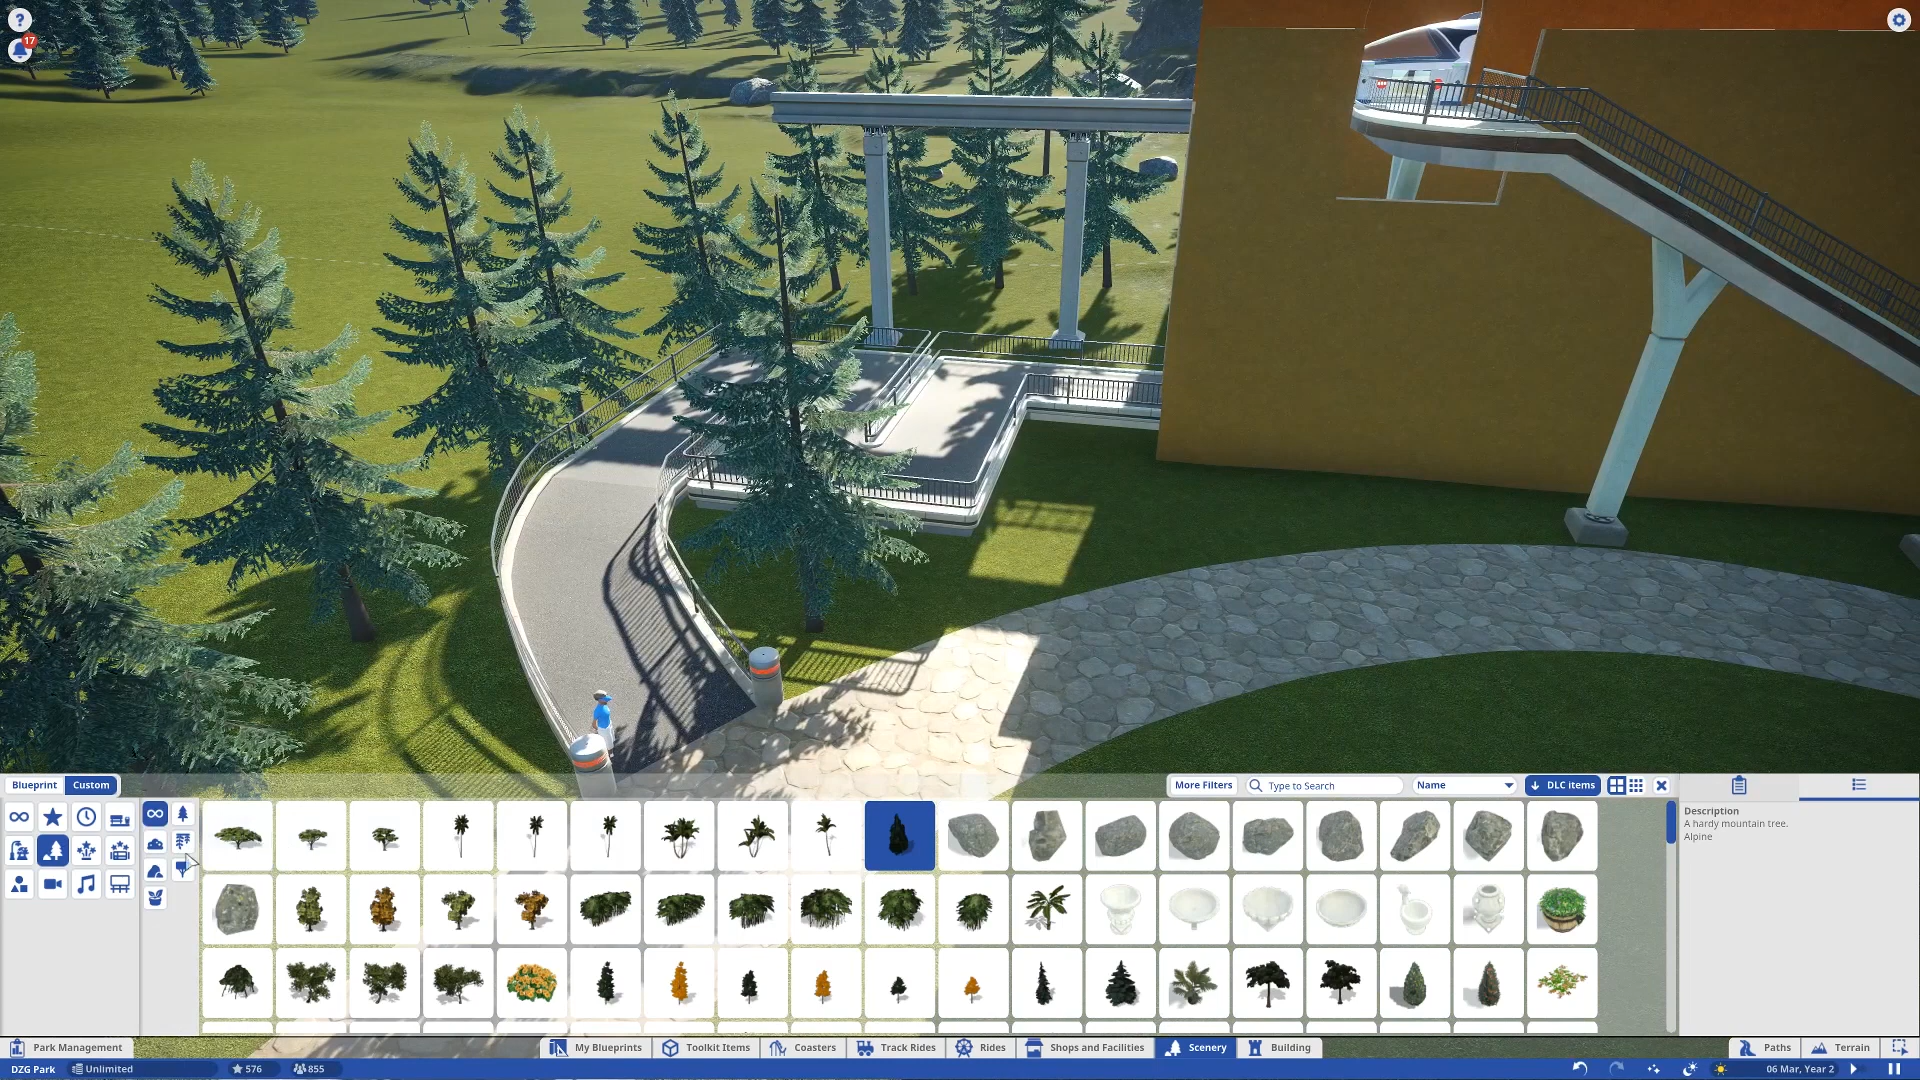 ?
17
Blueprint
Custom
More Filters
Type to Search
Name
DLC items
Description
A hardy mountain tree.
Alpine
Park Management
My Blueprints
Toolkit Items
Coasters
Track Rides
Rides
Shops and Facilities
Scenery
Building
Paths
Terrain
DZG Park
Unlimited
576
855
06 Mar, Year 2